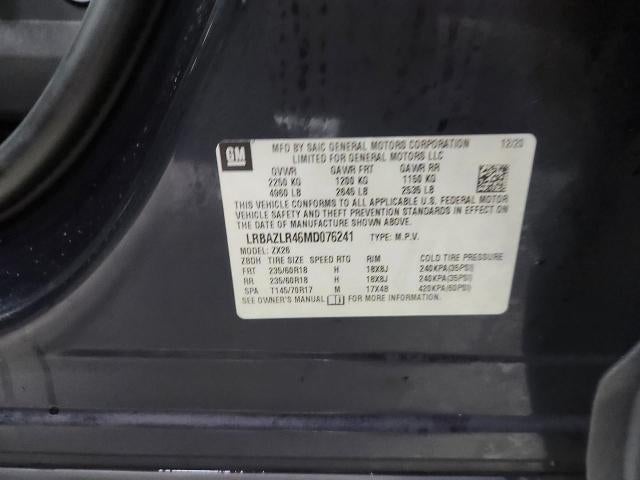 GM
MFD BY SAIC GENERAL MOTORS CORPORATION 12/20
LIMITED FOR GENERAL MOTORS LLC
GVWR GAWR FRT GAWR RR
2250 KG 1200 KG 1150 KG
4960 LB 2645 LB 2535 LB
THIS VEHICLE CONFORMS TO ALL APPLICABLE U.S. FEDERAL MOTOR
VEHICLE SAFETY AND THEFT PREVENTION STANDARDS IN EFFECT ON
THE DATE OF MANUFACTURE SHOWN ABOVE.
LRBAZLR46MD076241 TYPE: M.P.V.
MODEL: ZX26
ZBDH TIRE SIZE SPEED RTG RIM COLD TIRE PRESSURE
FRT 235/60R18 H 18X8J 240KPA(35PSI)
RR 235/60R18 H 18X8J 240KPA(35PSI)
SPA T145/70R17 M 17X4B 420KPA(60PSI)
SEE OWNER'S MANUAL FOR MORE INFORMATION.